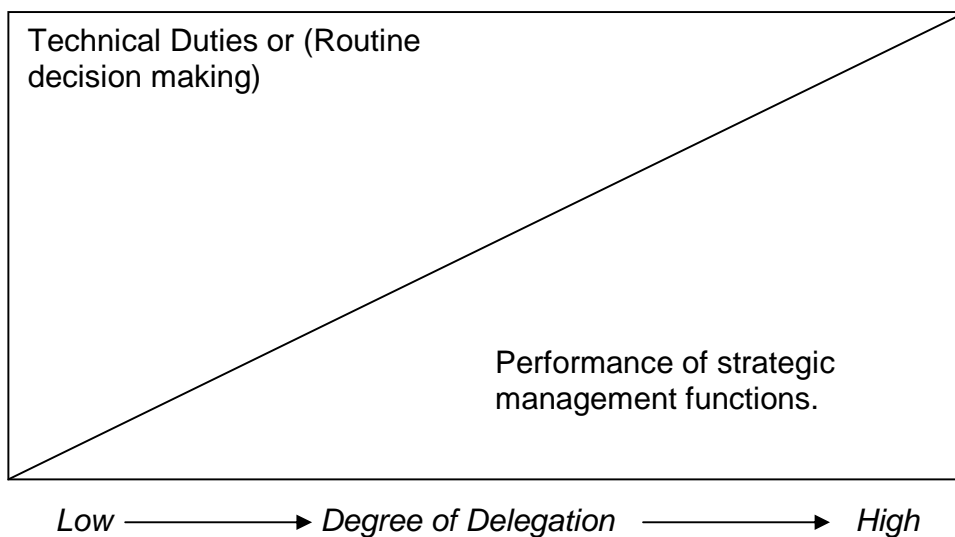 Technical Duties or (Routine
decision making)
Performance of strategic
management functions.
Low Degree of Delegation High